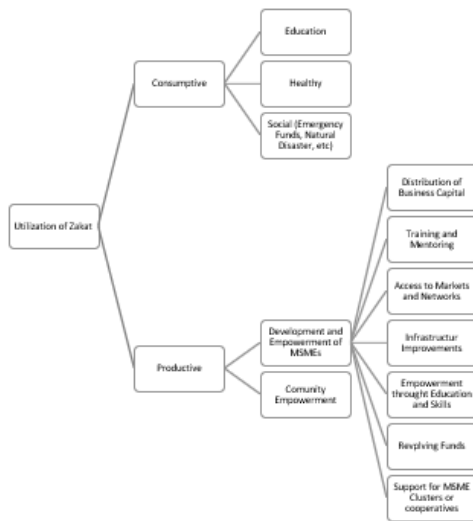 Education
Consumptive
Healthy
Social (Emergency
Funds, Natural
Disaster, etc)
Distribution of
Business Capital
Utilization of Zakat
Training and
Mentoring
Access to Markets
and Networks
Development and
Empowerment of
MSMEs
Infrastructur
Improvements
Productive
Comunity
Empowerment
Empowerment
throught Education
and Skills
Revplving Funds
Support for MSME
Clusters or
cooperatives